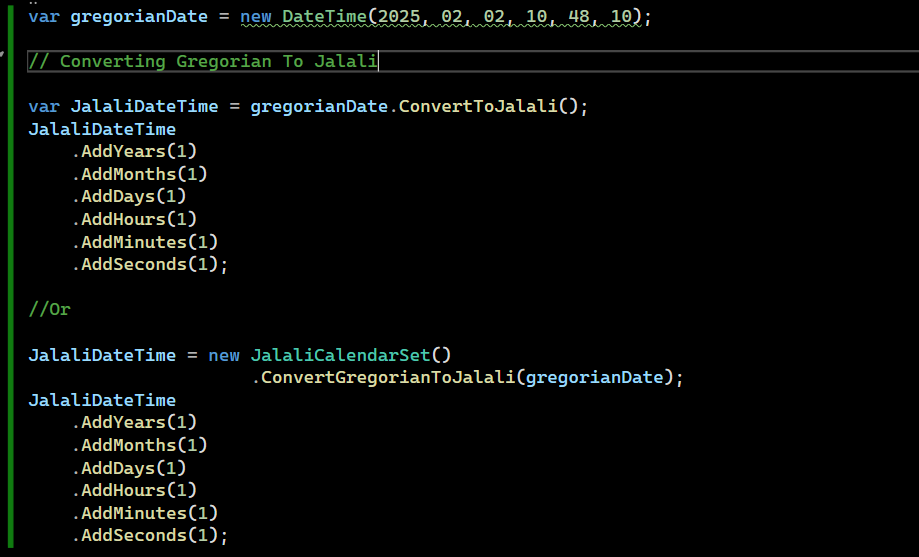 var gregorianDate = new DateTime(2025, 02, 02, 10, 48, 10);
// Converting Gregorian To Jalali
var JalaliDateTime = gregorianDate.ConvertToJalali();
JalaliDateTime
.AddYears(1)
.AddMonths(1)
.AddDays(1)
.AddHours(1)
.AddMinutes(1)
.AddSeconds(1);
//Or
JalaliDateTime = new JalaliCalendarSet()
.ConvertGregorianToJalali(gregorianDate);
JalaliDateTime
.AddYears(1)
.AddMonths(1)
.AddDays(1)
.AddHours(1)
.AddMinutes(1)
.AddSeconds(1);